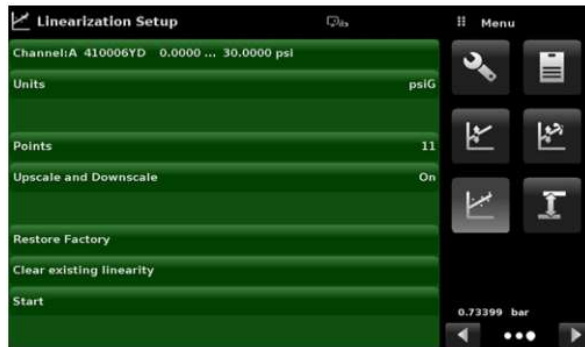 Linearization Setup
Menu
Channel:A 410006YD 0.0000 ... 30.0000 psi
Units psiG
Points 11
Upscale and Downscale On
Restore Factory
Clear existing linearity
Start
0.73399 bar